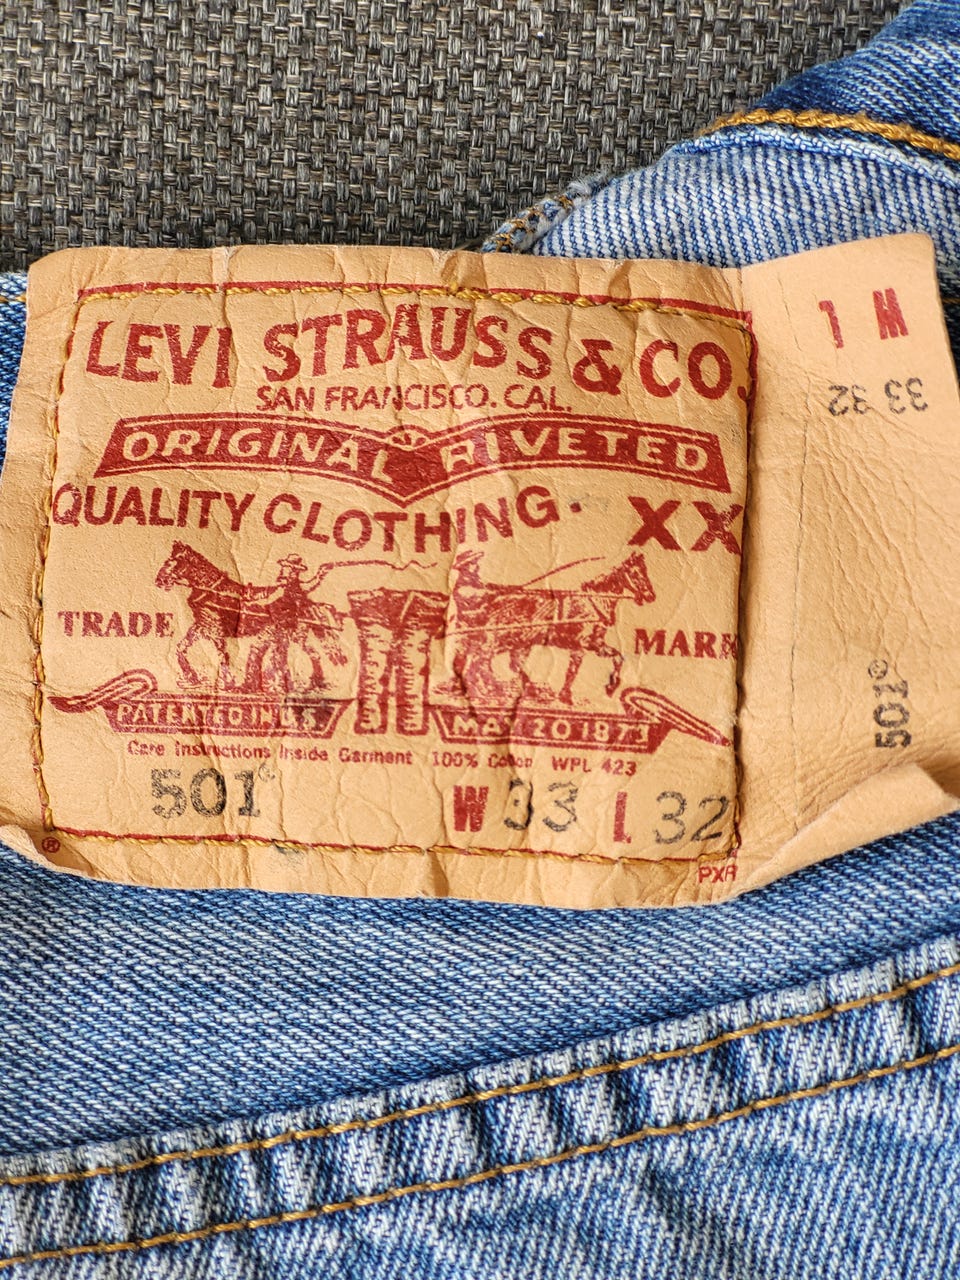 LEVI STRAUSS & CO.
SAN FRANCISCO. CAL.
ORIGINAL RIVETED
QUALITY CLOTHING.
XX
TRADE MARK
PATENTED IN U.S.
MAY 20 1873
Care Instructions Inside Garment 100% Cotton WPL 423
501® W 33 L 32
®
PXR
1 M
33 32
501®